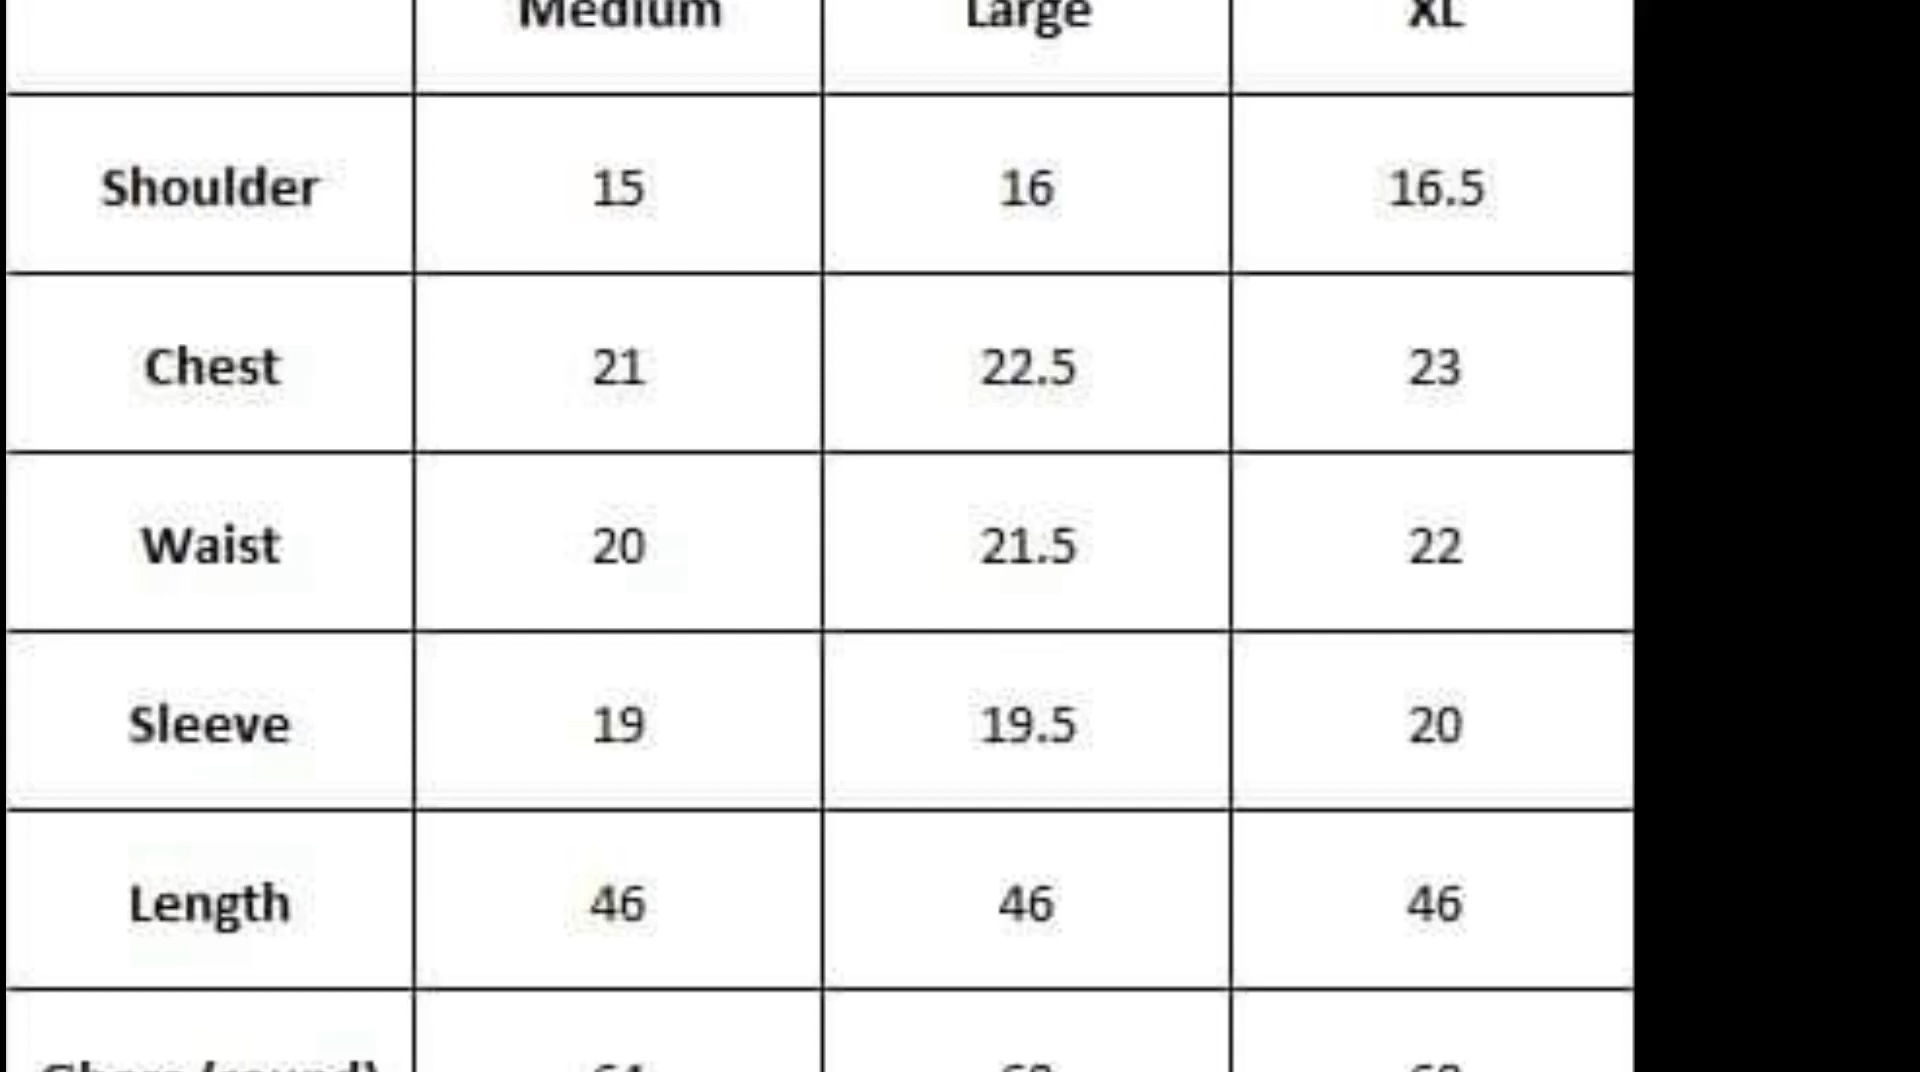 Medium Large XL
Shoulder 15 16 16.5
Chest 21 22.5 23
Waist 20 21.5 22
Sleeve 19 19.5 20
Length 46 46 46